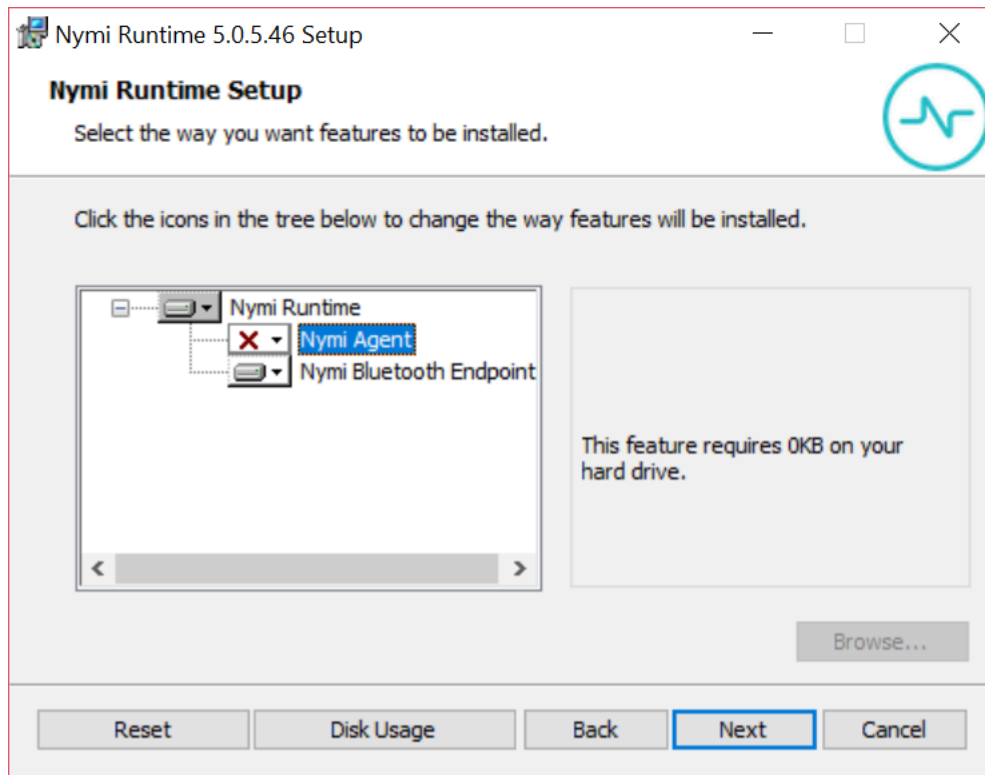 Nymi Runtime 5.0.5.46 Setup
Nymi Runtime Setup
Select the way you want features to be installed.
Click the icons in the tree below to change the way features will be installed.
Nymi Runtime
Nymi Agent
Nymi Bluetooth Endpoint
This feature requires 0KB on your
hard drive.
Browse...
Reset
Disk Usage
Back
Next
Cancel